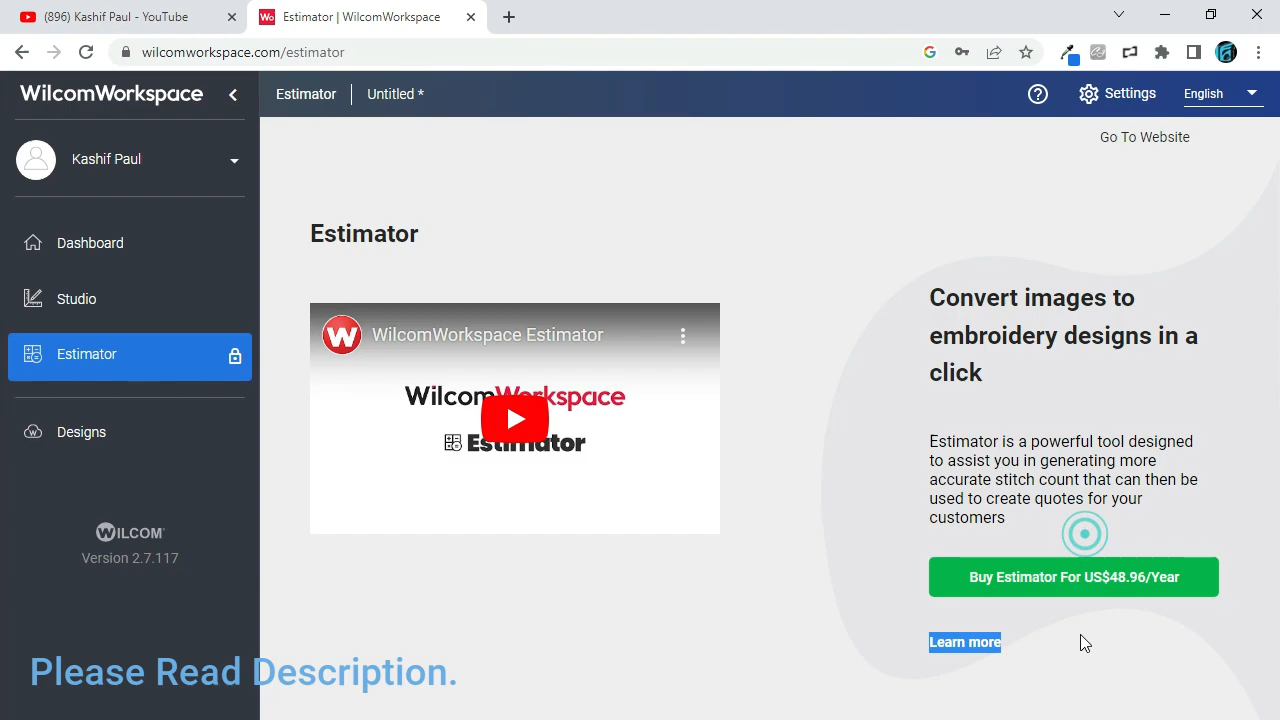 (896) Kashif Paul - YouTube
Estimator | WilcomWorkspace
wilcomworkspace.com/estimator
WilcomWorkspace
Estimator
Untitled *
Settings
English
Go To Website
Kashif Paul
Dashboard
Studio
Estimator
Designs
WILCOM
Version 2.7.117
Estimator
WilcomWorkspace Estimator
WilcomWorkspace
Estimator
Convert images to
embroidery designs in a
click
Estimator is a powerful tool designed
to assist you in generating more
accurate stitch count that can then be
used to create quotes for your
customers
Buy Estimator For US$48.96/Year
Learn more
Please Read Description.